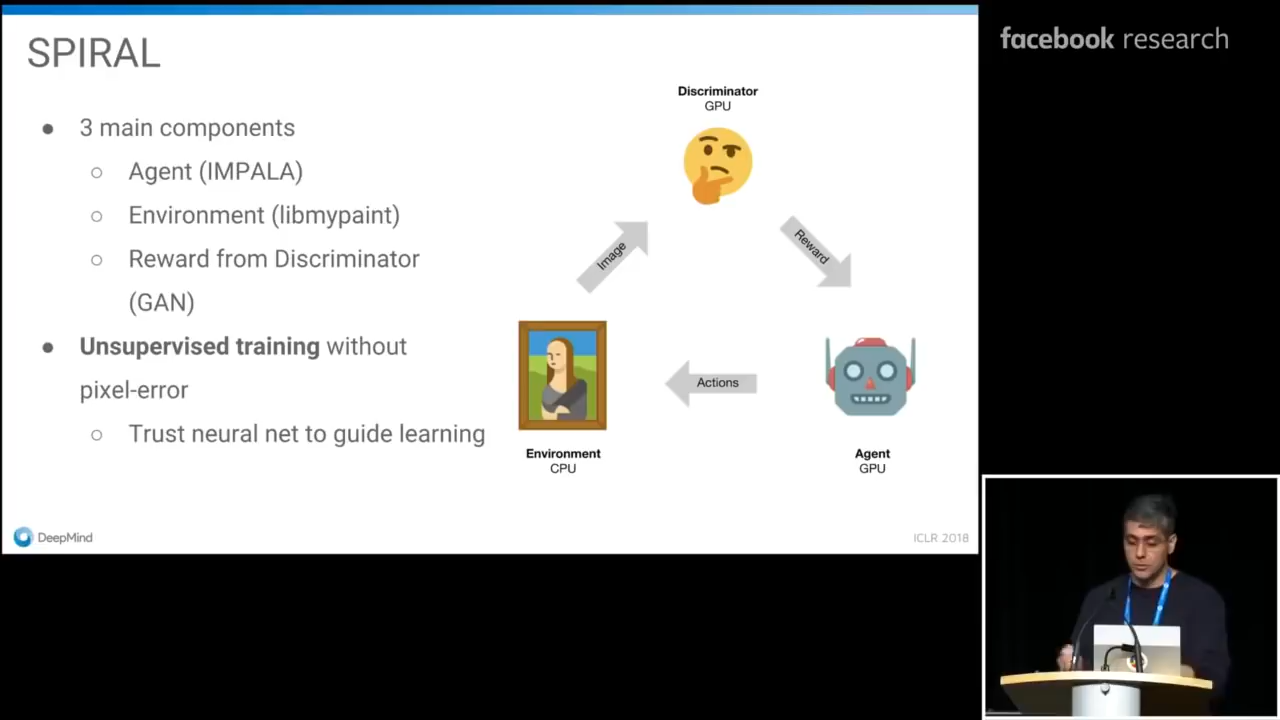 SPIRAL
facebook research
● 3 main components
○ Agent (IMPALA)
○ Environment (libmypaint)
○ Reward from Discriminator
(GAN)
● Unsupervised training without
pixel-error
○ Trust neural net to guide learning
Discriminator
GPU
Image
Reward
Actions
Environment
CPU
Agent
GPU
DeepMind
ICLR 2018